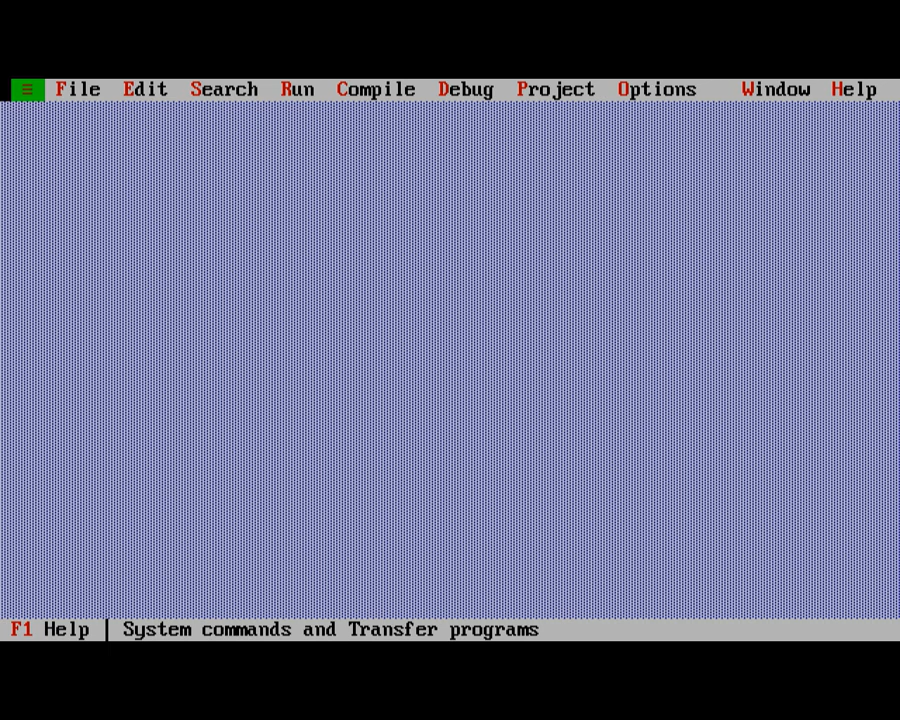 ≡ File Edit Search Run Compile Debug Project Options Window Help
F1 Help │ System commands and Transfer programs